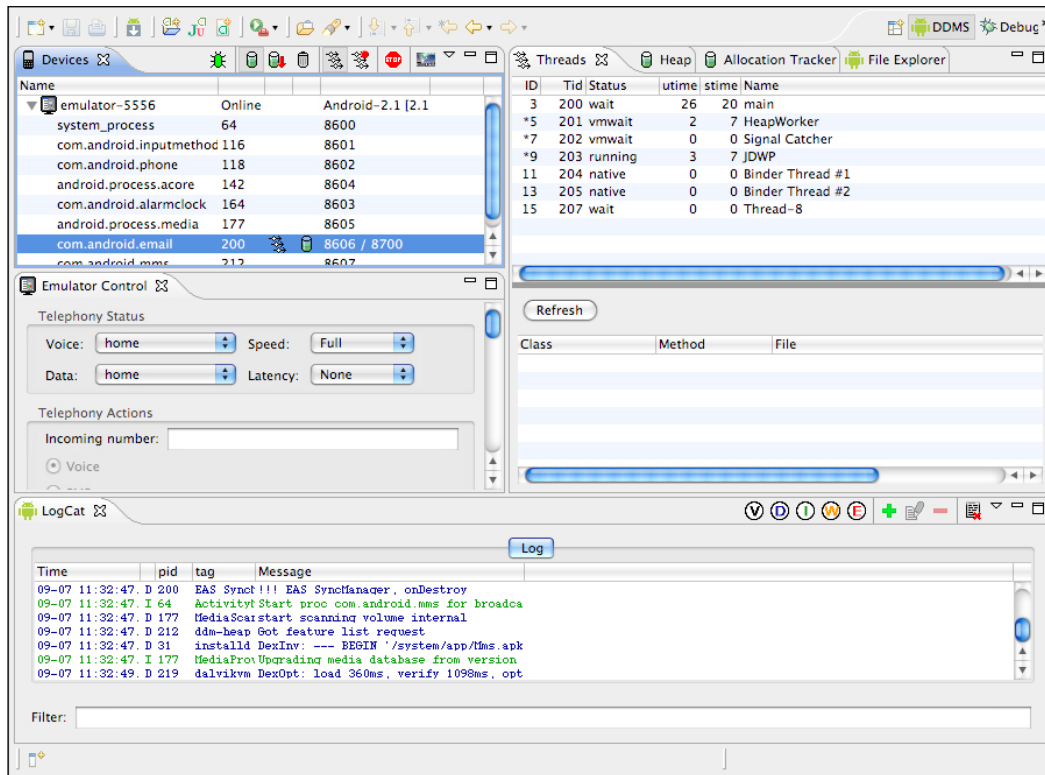 DDMS Debug
Devices
Name
emulator-5556 Online Android-2.1 [2.1
system_process 64 8600
com.android.inputmethod 116 8601
com.android.phone 118 8602
android.process.acore 142 8604
com.android.alarmclock 164 8603
android.process.media 177 8605
com.android.email 200 8606 / 8700
com.android.mms 212 8607
Threads Heap Allocation Tracker File Explorer
ID Tid Status utime stime Name
3 200 wait 26 20 main
*5 201 vmwait 2 7 HeapWorker
*7 202 vmwait 0 0 Signal Catcher
*9 203 running 3 7 JDWP
11 204 native 0 0 Binder Thread #1
13 205 native 0 0 Binder Thread #2
15 207 wait 0 0 Thread-8
Refresh
Class Method File
Emulator Control
Telephony Status
Voice: home Speed: Full
Data: home Latency: None
Telephony Actions
Incoming number:
Voice
LogCat
V D I W E
Log
Time pid tag Message
09-07 11:32:47. D 200 EAS Sync !!! EAS SyncManager, onDestroy
09-07 11:32:47. I 64 Activity Start proc com.android.mms for broadca
09-07 11:32:47. D 177 MediaScar start scanning volume internal
09-07 11:32:47. D 212 ddm-heap Got feature list request
09-07 11:32:47. D 31 installd DexInv: --- BEGIN '/system/app/Mms.apk
09-07 11:32:47. I 177 MediaPro Upgrading media database from version
09-07 11:32:49. D 219 dalvikvm DexOpt: load 360ms, verify 1098ms, opt
Filter: